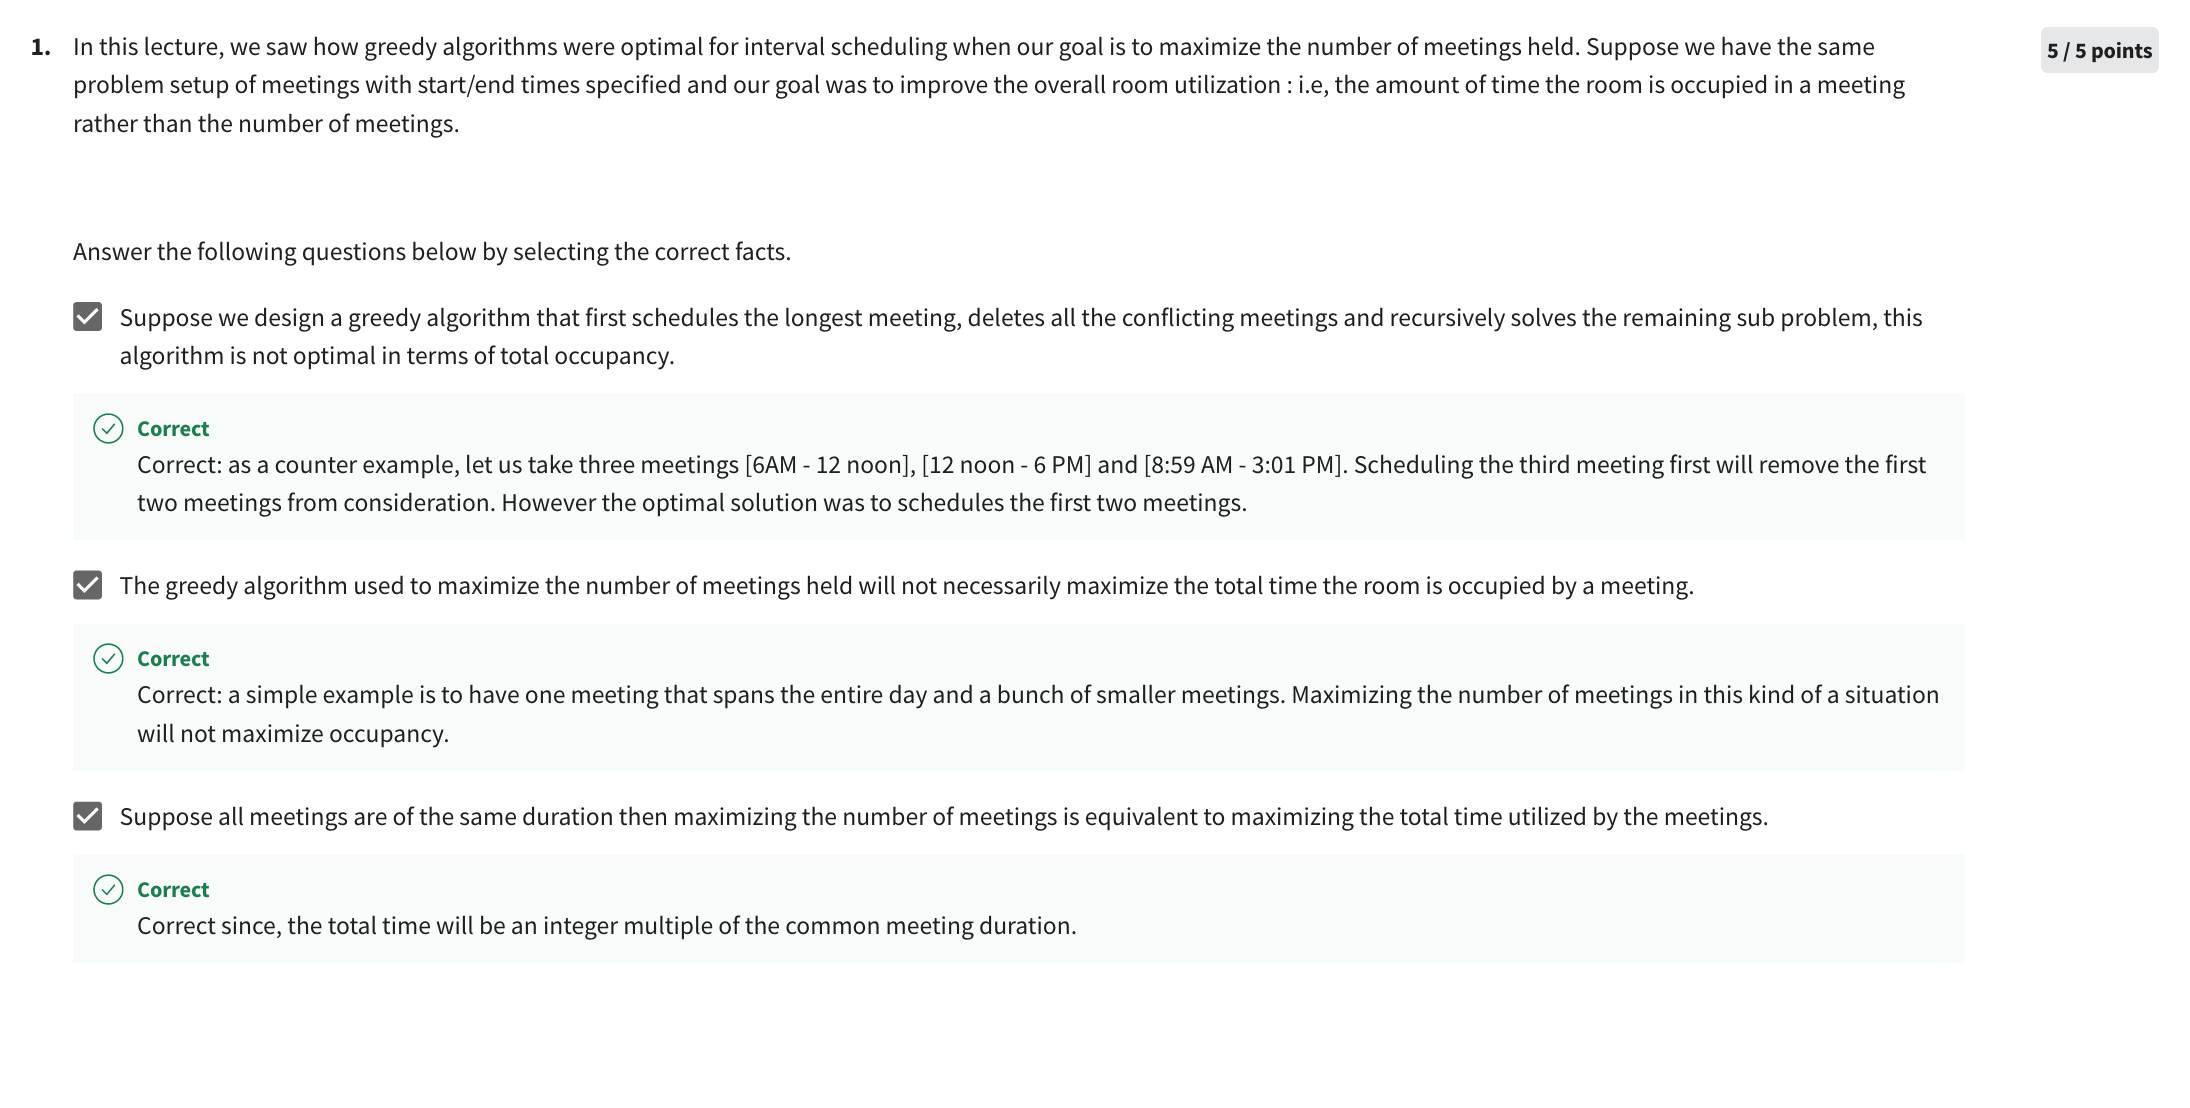 1. In this lecture, we saw how greedy algorithms were optimal for interval scheduling when our goal is to maximize the number of meetings held. Suppose we have the same
5 / 5 points
problem setup of meetings with start/end times specified and our goal was to improve the overall room utilization : i.e, the amount of time the room is occupied in a meeting
rather than the number of meetings.
Answer the following questions below by selecting the correct facts.
Suppose we design a greedy algorithm that first schedules the longest meeting, deletes all the conflicting meetings and recursively solves the remaining sub problem, this
algorithm is not optimal in terms of total occupancy.
Correct
Correct: as a counter example, let us take three meetings [6AM - 12 noon], [12 noon - 6 PM] and [8:59 AM - 3:01 PM]. Scheduling the third meeting first will remove the first
two meetings from consideration. However the optimal solution was to schedules the first two meetings.
The greedy algorithm used to maximize the number of meetings held will not necessarily maximize the total time the room is occupied by a meeting.
Correct
Correct: a simple example is to have one meeting that spans the entire day and a bunch of smaller meetings. Maximizing the number of meetings in this kind of a situation
will not maximize occupancy.
Suppose all meetings are of the same duration then maximizing the number of meetings is equivalent to maximizing the total time utilized by the meetings.
Correct
Correct since, the total time will be an integer multiple of the common meeting duration.